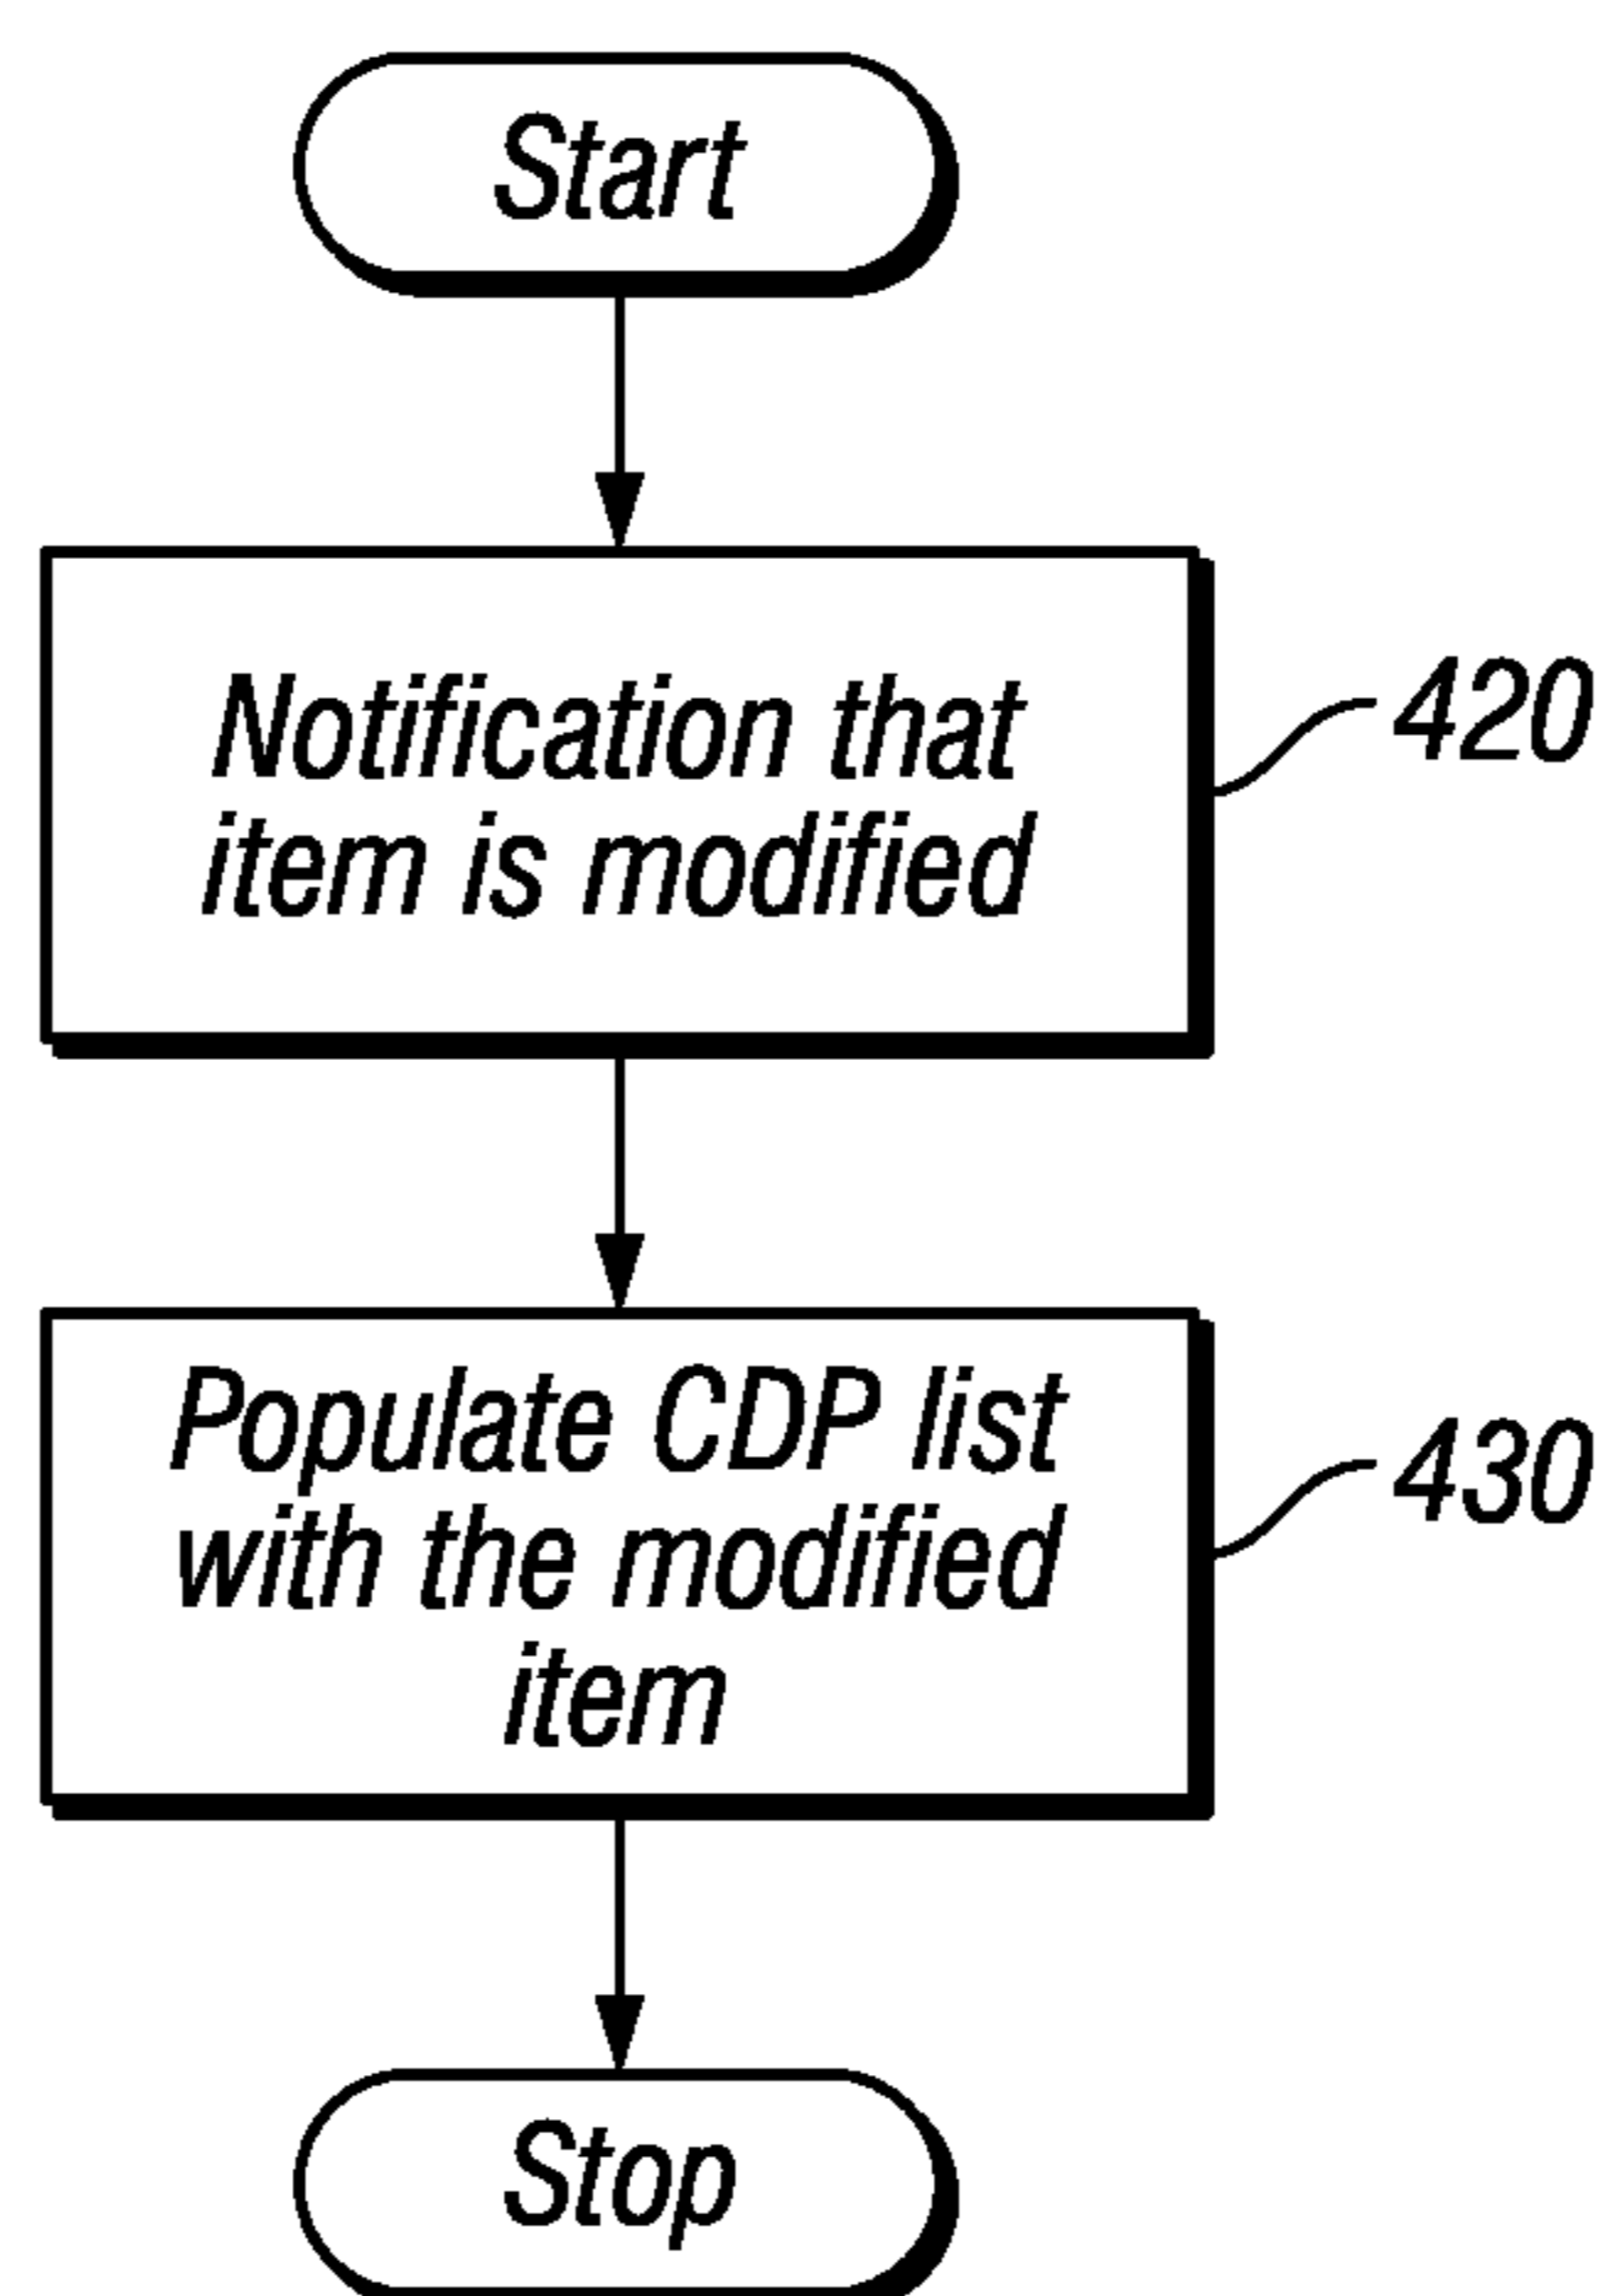 Start
Notification that
item is modified
420
Populate CDP list
with the modified
item
430
Stop